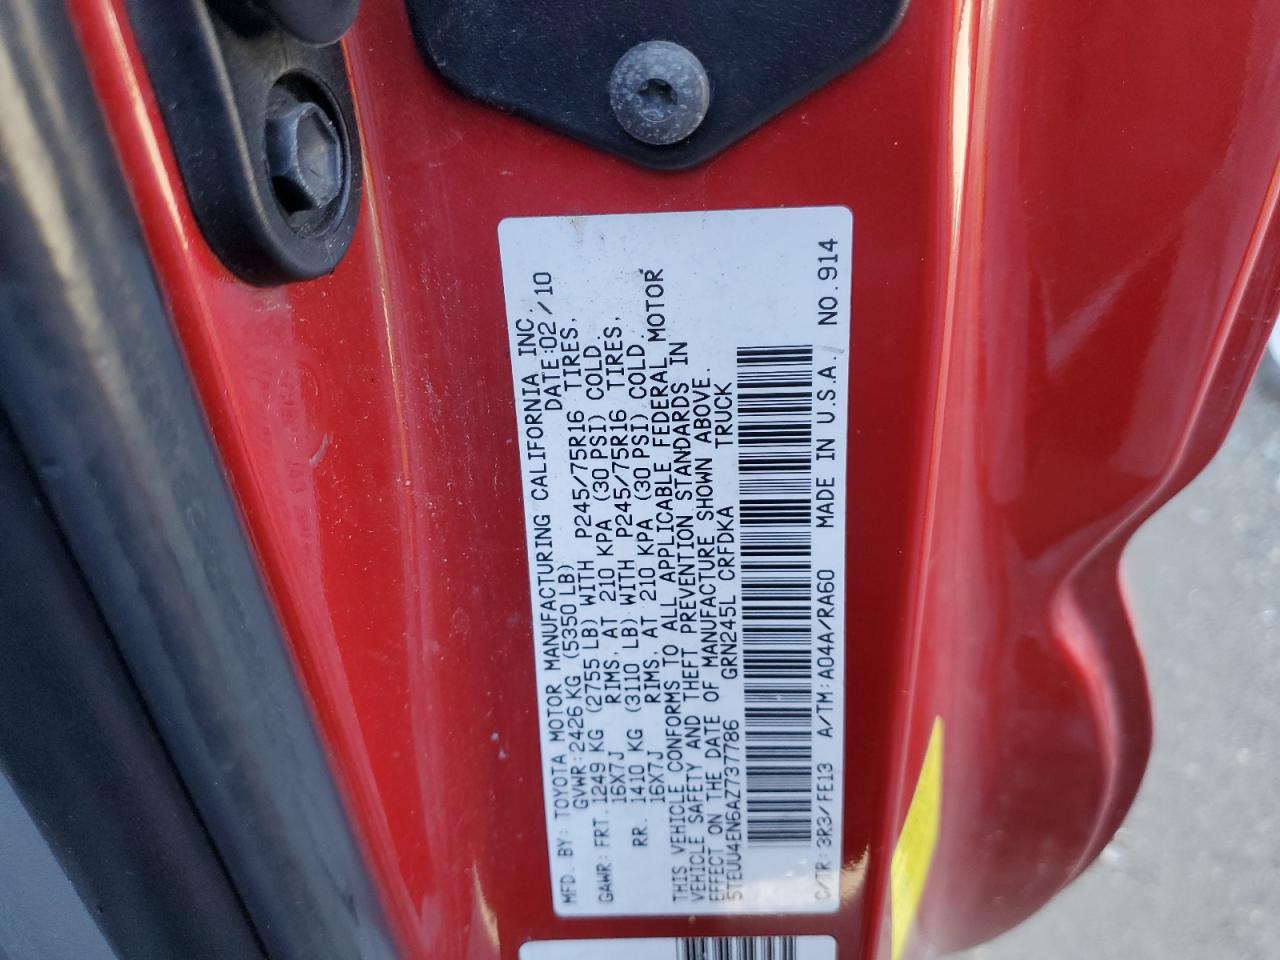 MFD. BY: TOYOTA MOTOR MANUFACTURING CALIFORNIA INC.
GVWR: 2426 KG (5350 LB) DATE: 02 / 10
GAWR: FRT. 1249 KG (2755 LB) WITH P245/75R16 TIRES,
16X7J RIMS, AT 210 KPA (30 PSI) COLD.
RR. 1410 KG (3110 LB) WITH P245/75R16 TIRES,
16X7J RIMS, AT 210 KPA (30 PSI) COLD
THIS VEHICLE CONFORMS TO ALL APPLICABLE FEDERAL MOTOR
VEHICLE SAFETY AND THEFT PREVENTION STANDARDS IN
EFFECT ON THE DATE OF MANUFACTURE SHOWN ABOVE.
5TEUU4EN6AZ737786 GRN245L CRFDKA TRUCK
C/TR: 3R3/FE13 A/TM: A04A/RA60 MADE IN U.S.A. NO. 914